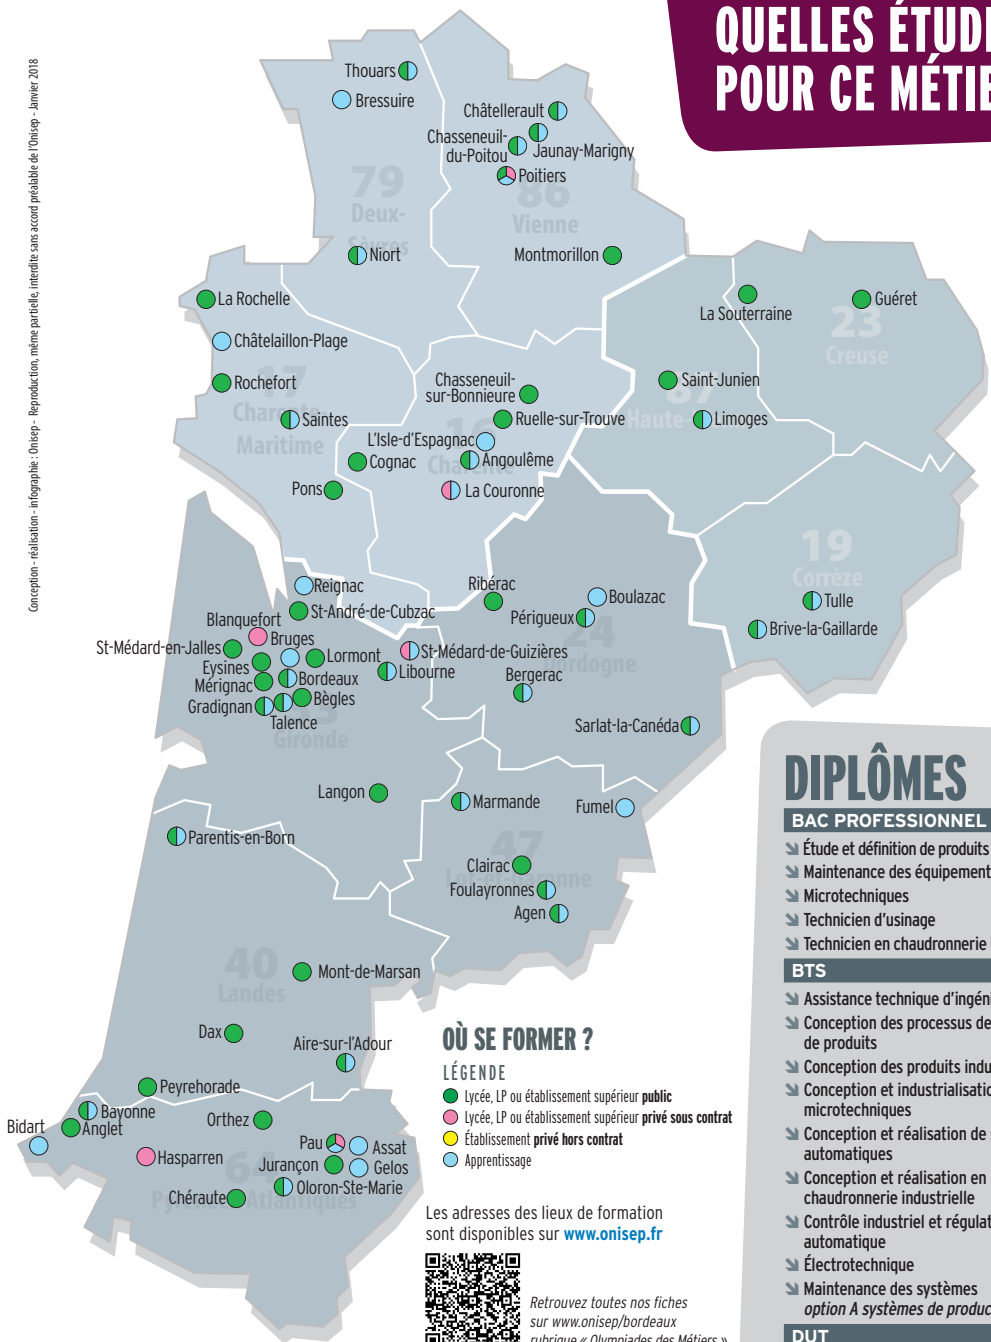 QUELLES ÉTUD
POUR CE MÉTIE
Conception - réalisation - infographie : Onisep - Reproduction, même partielle, interdite sans accord préalable de l'Onisep - Janvier 2018
Thouars
Bressuire
Châtellerault
Chasseneuil-
du-Poitou
Jaunay-Marigny
Poitiers
79
Deux-
Sèvres
86
Vienne
Niort
Montmorillon
La Rochelle
La Souterraine
Guéret
23
Creuse
Châtelaillon-Plage
Rochefort
17
Charente-
Maritime
Saintes
Chasseneuil-
sur-Bonnieure
Ruelle-sur-Trouve
L'Isle-d'Espagnac
16
Charente
Angoulême
Cognac
Pons
La Couronne
Saint-Junien
87
Haute-
Limoges
19
Corrèze
Tulle
Brive-la-Gaillarde
Reignac
St-André-de-Cubzac
Blanquefort
Bruges
St-Médard-en-Jalles
Lormont
Eysines
Mérignac
Bordeaux
Gradignan
Bègles
Talence
33
Gironde
St-Médard-de-Guizières
Libourne
Ribérac
Boulazac
Périgueux
24
Dordogne
Bergerac
Sarlat-la-Canéda
Langon
Marmande
Fumel
Parentis-en-Born
47
Lot-et-Garonne
Clairac
Foulayronnes
Agen
40
Landes
Mont-de-Marsan
Dax
Aire-sur-l'Adour
Peyrehorade
Bayonne
Bidart
Anglet
Orthez
Hasparren
Pau
Assat
Jurançon
Gelos
64
Pyrénées-Atlantiques
Oloron-Ste-Marie
Chéraute
OÙ SE FORMER ?
LÉGENDE
Lycée, LP ou établissement supérieur public
Lycée, LP ou établissement supérieur privé sous contrat
Établissement privé hors contrat
Apprentissage
Les adresses des lieux de formation
sont disponibles sur www.onisep.fr
Retrouvez toutes nos fiches
sur www.onisep/bordeaux
rubrique « Olympiades des Métiers »
DIPLÔMES
BAC PROFESSIONNEL
Étude et définition de produits
Maintenance des équipement
Microtechniques
Technicien d'usinage
Technicien en chaudronnerie
BTS
Assistance technique d'ingéni
Conception des processus de
de produits
Conception des produits indu
Conception et industrialisatio
microtechniques
Conception et réalisation de
automatiques
Conception et réalisation en
chaudronnerie industrielle
Contrôle industriel et régulat
automatique
Électrotechnique
Maintenance des systèmes
option A systèmes de produc
DUT